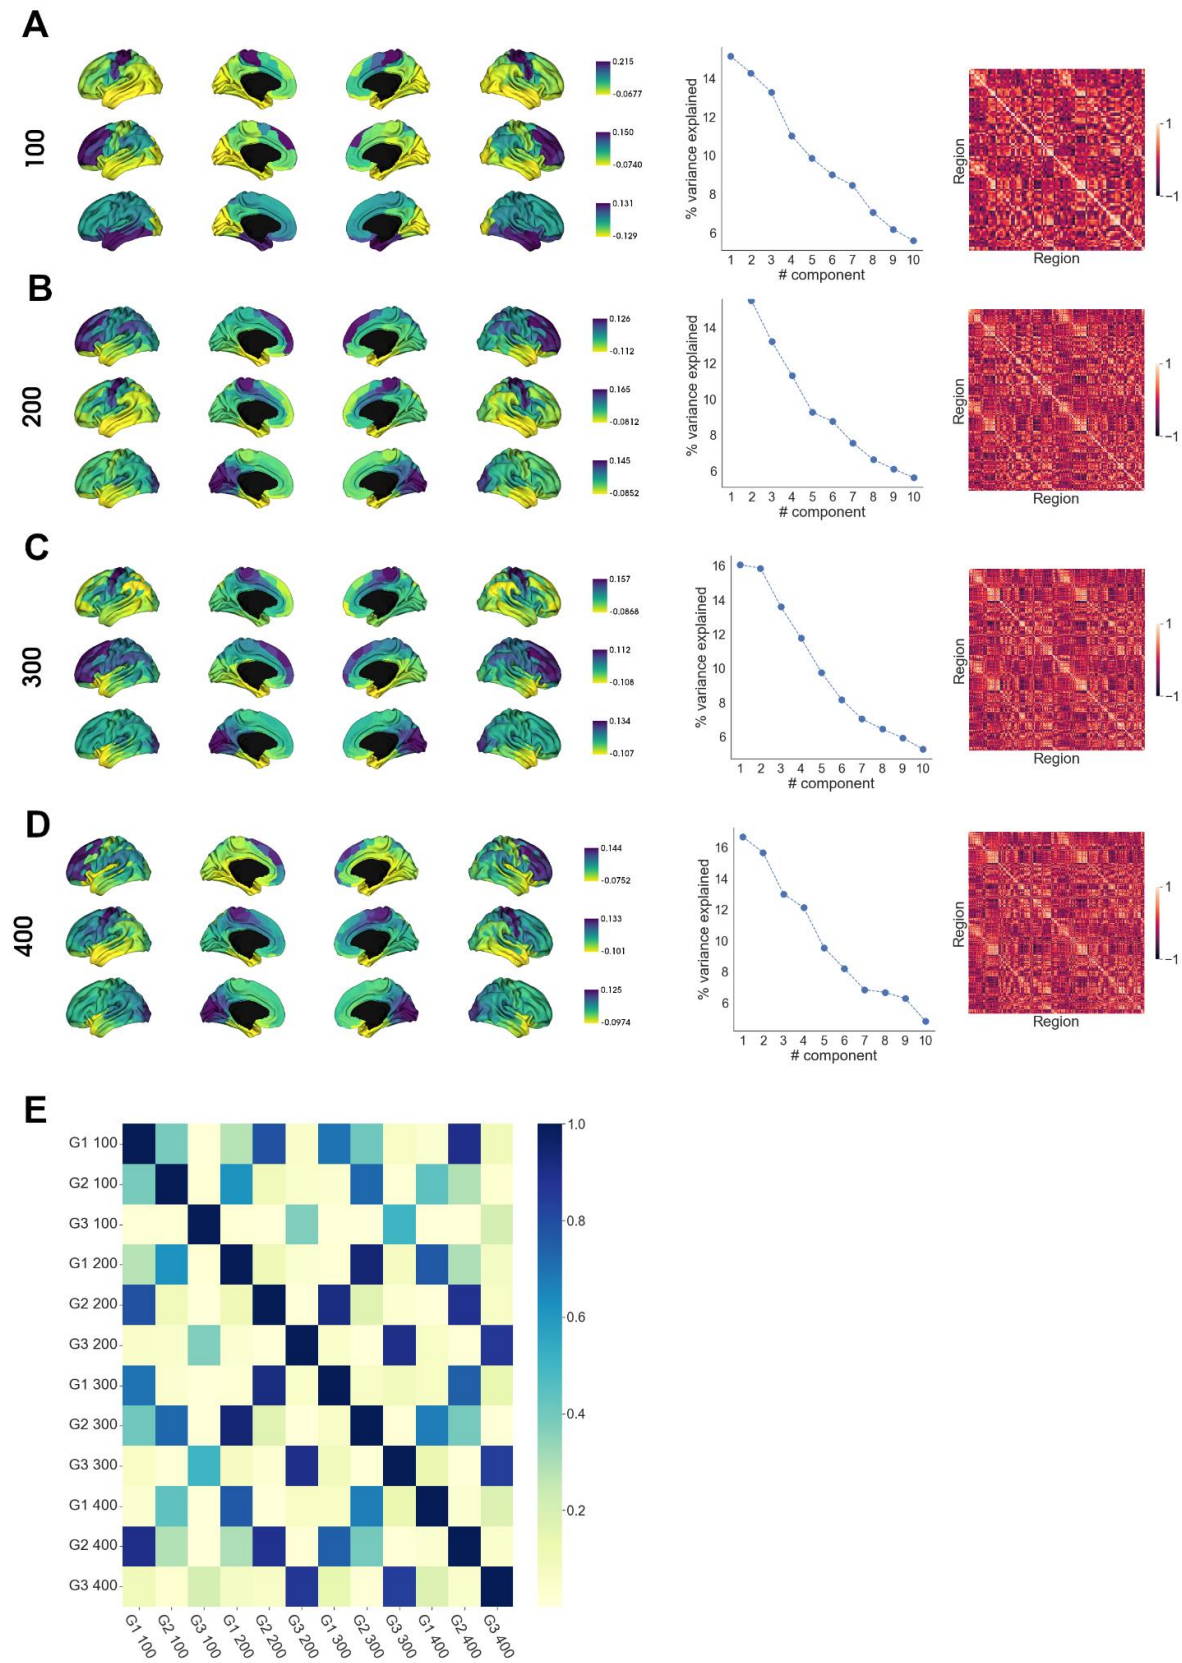 A
100
0.215
-0.0677
0.150
-0.0740
0.131
-0.129
% variance explained
14
12
10
8
6
1 2 3 4 5 6 7 8 9 10
# component
Region
Region
1
−1
B
200
0.126
-0.112
0.165
-0.0812
0.145
-0.0852
% variance explained
14
12
10
8
6
1 2 3 4 5 6 7 8 9 10
# component
Region
Region
1
−1
C
300
0.157
-0.0868
0.112
-0.108
0.134
-0.107
% variance explained
16
14
12
10
8
6
1 2 3 4 5 6 7 8 9 10
# component
Region
Region
1
−1
D
400
0.144
-0.0752
0.133
-0.101
0.125
-0.0974
% variance explained
16
14
12
10
8
6
1 2 3 4 5 6 7 8 9 10
# component
Region
Region
1
−1
E
G1 100
G2 100
G3 100
G1 200
G2 200
G3 200
G1 300
G2 300
G3 300
G1 400
G2 400
G3 400
1.0
0.8
0.6
0.4
0.2
G1 100 G2 100 G3 100 G1 200 G2 200 G3 200 G1 300 G2 300 G3 300 G1 400 G2 400 G3 400